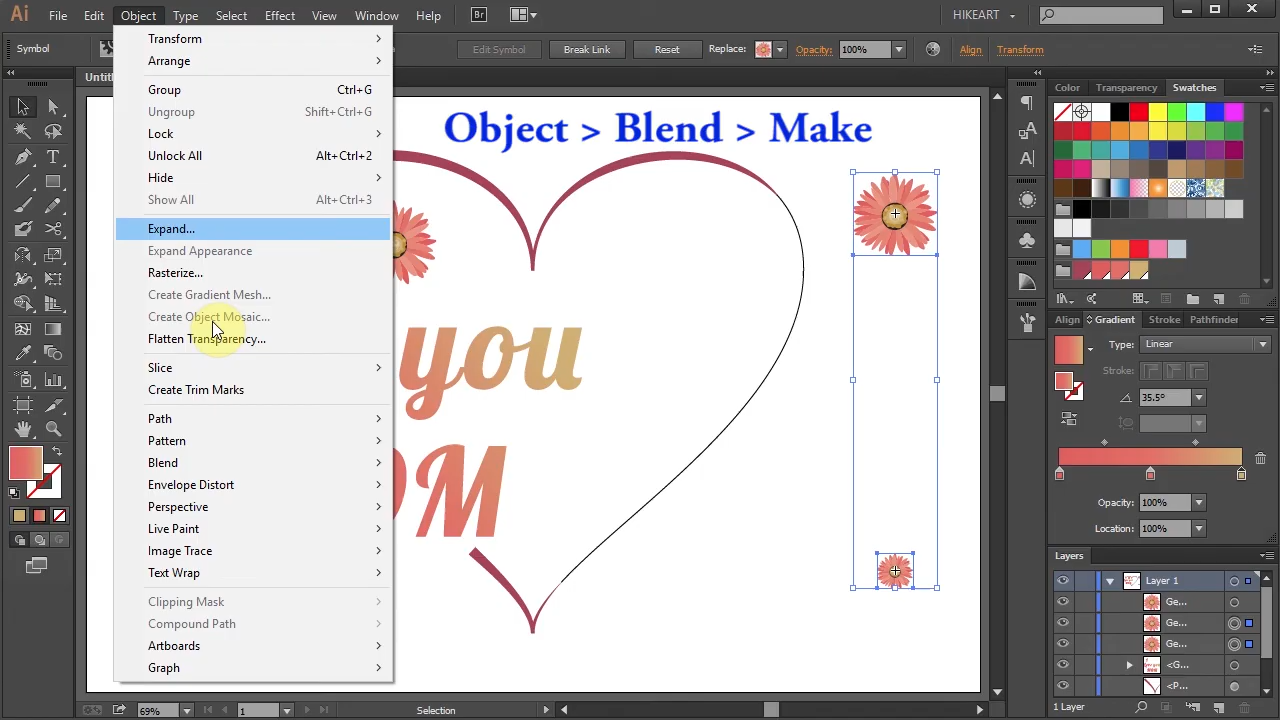 Ai File Edit Object Type Select Effect View Window Help Br HIKEART
Symbol Edit Symbol Break Link Reset Replace: Opacity: 100% Align Transform
Transform
Arrange
Group Ctrl+G
Ungroup Shift+Ctrl+G
Lock
Unlock All Alt+Ctrl+2
Hide
Show All Alt+Ctrl+3
Expand...
Expand Appearance
Rasterize...
Create Gradient Mesh...
Create Object Mosaic...
Flatten Transparency...
Slice
Create Trim Marks
Path
Pattern
Blend
Envelope Distort
Perspective
Live Paint
Image Trace
Text Wrap
Clipping Mask
Compound Path
Artboards
Graph
Object > Blend > Make
you
OM
Color Transparency Swatches
Align Gradient Stroke Pathfinder
Type: Linear
Stroke:
35.5°
Opacity: 100%
Location: 100%
Layers
Layer 1
Ge...
Ge...
Ge...
<G...
<P...
1 Layer
69% 1 Selection